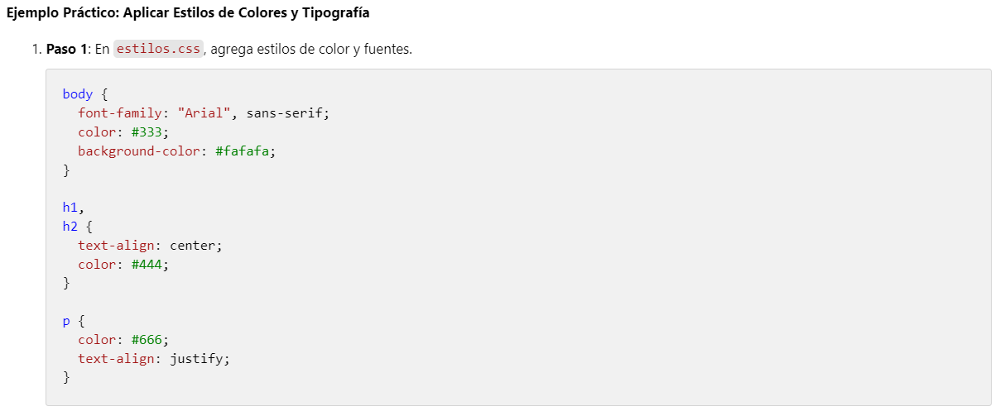 Ejemplo Práctico: Aplicar Estilos de Colores y Tipografía
1. Paso 1: En estilos.css, agrega estilos de color y fuentes.
body {
  font-family: "Arial", sans-serif;
  color: #333;
  background-color: #fafafa;
}
h1,
h2 {
  text-align: center;
  color: #444;
}
p {
  color: #666;
  text-align: justify;
}